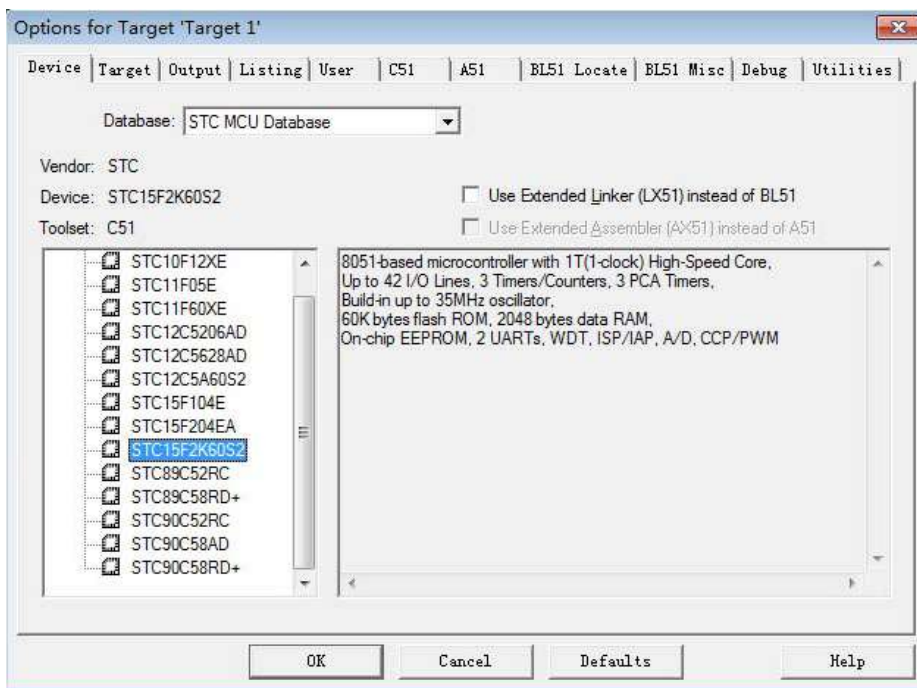 Options for Target 'Target 1'
Device Target Output Listing User C51 A51 BL51 Locate BL51 Misc Debug Utilities
Database: STC MCU Database
Vendor: STC
Device: STC15F2K60S2
Toolset: C51
Use Extended Linker (LX51) instead of BL51
Use Extended Assembler (AX51) instead of A51
STC10F12XE
STC11F05E
STC11F60XE
STC12C5206AD
STC12C5628AD
STC12C5A60S2
STC15F104E
STC15F204EA
STC15F2K60S2
STC89C52RC
STC89C58RD+
STC90C52RC
STC90C58AD
STC90C58RD+
8051-based microcontroller with 1T(1-clock) High-Speed Core,
Up to 42 I/O Lines, 3 Timers/Counters, 3 PCA Timers,
Build-in up to 35MHz oscillator,
60K bytes flash ROM, 2048 bytes data RAM,
On-chip EEPROM, 2 UARTs, WDT, ISP/IAP, A/D, CCP/PWM
OK Cancel Defaults Help